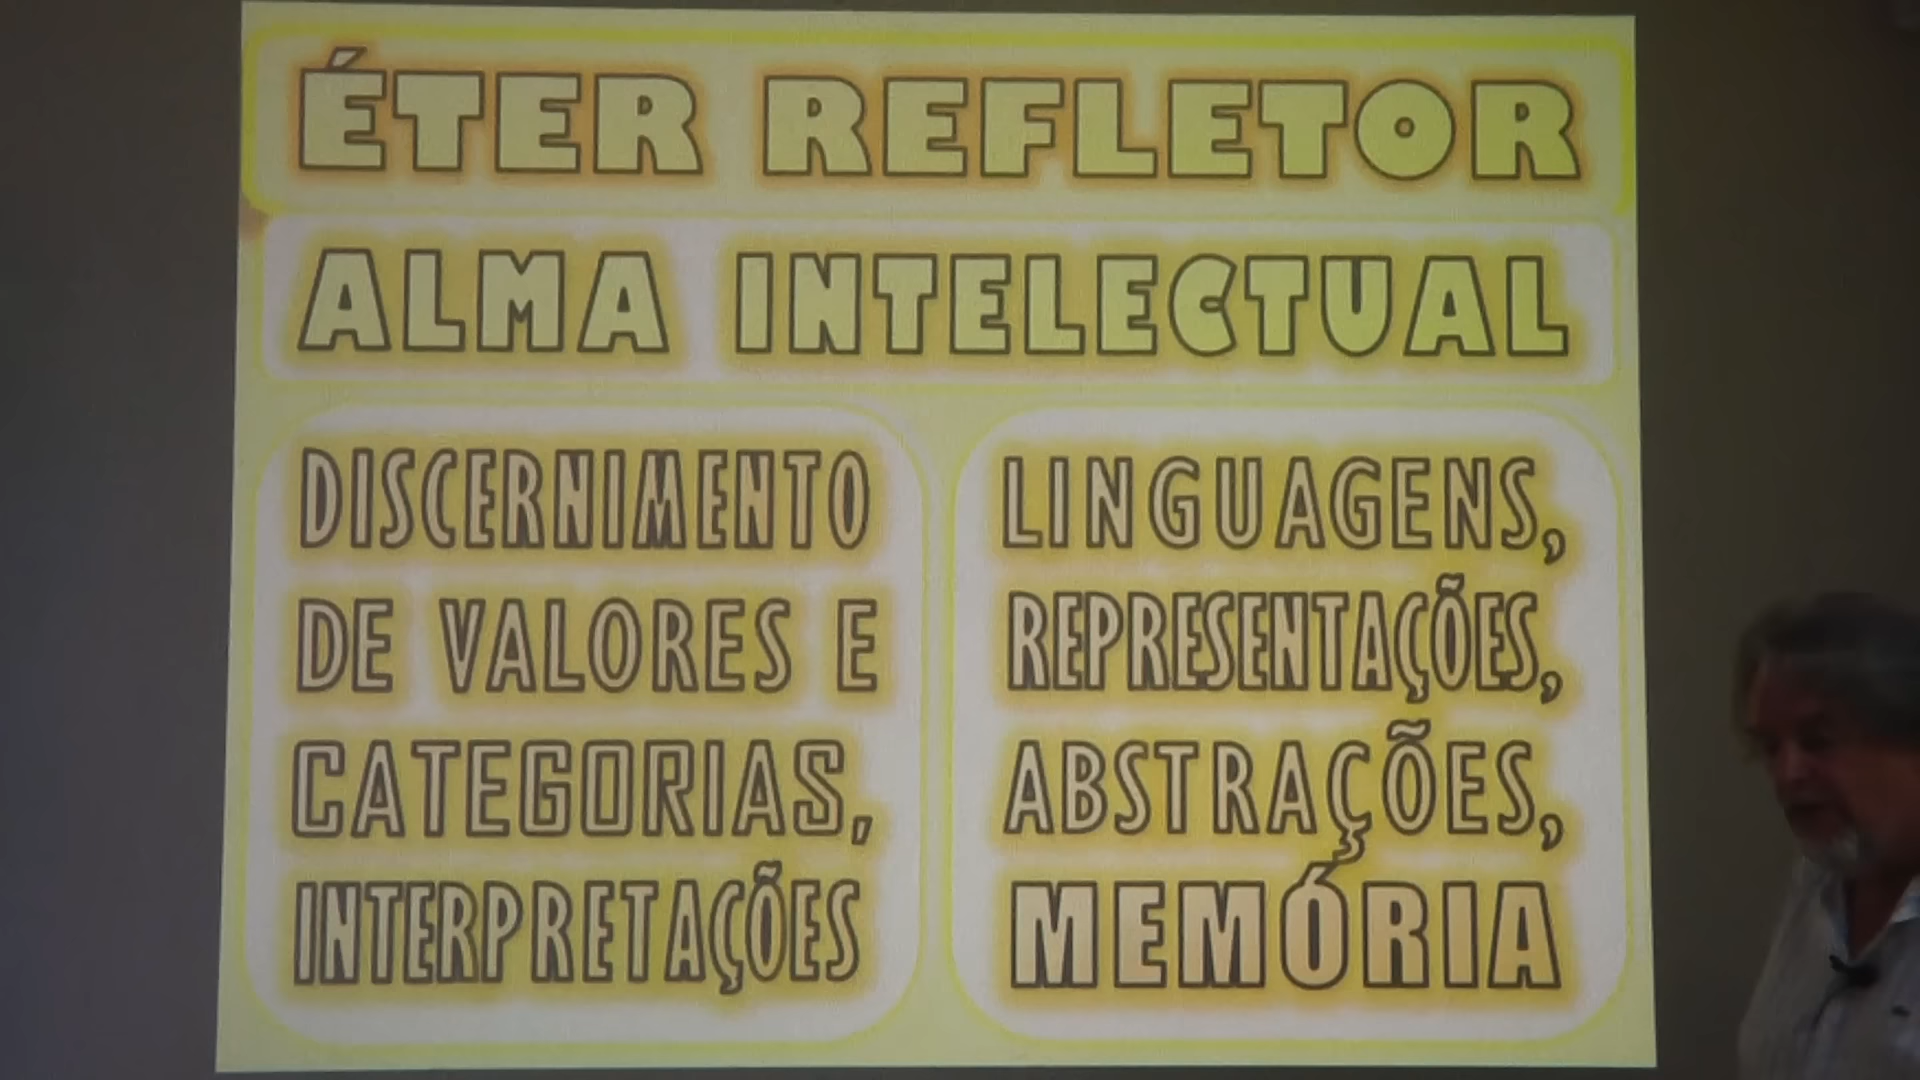 ÉTER REFLETOR
ALMA INTELECTUAL
DISCERNIMENTO
DE VALORES E
CATEGORIAS,
INTERPRETAÇÕES
LINGUAGENS,
REPRESENTAÇÕES,
ABSTRAÇÕES,
MEMÓRIA